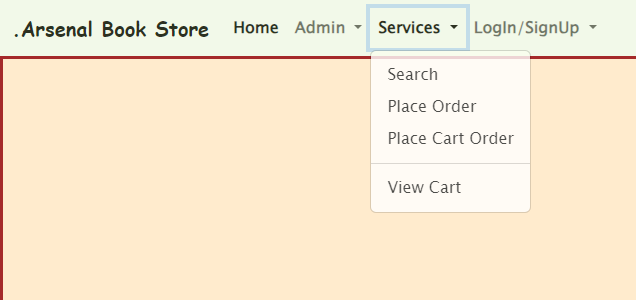 .Arsenal Book Store Home Admin Services LogIn/SignUp
Search
Place Order
Place Cart Order
View Cart